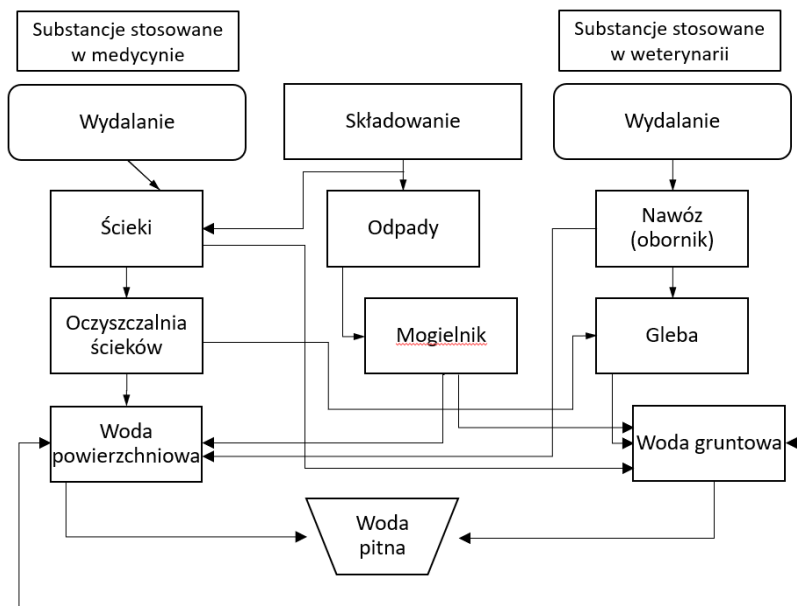 Substancje stosowane
w medycynie
Substancje stosowane
w weterynarii
Wydalanie
Składowanie
Wydalanie
Ścieki
Odpady
Nawóz
(obornik)
Oczyszczalnia
ścieków
Mogielnik
Gleba
Woda
powierzchniowa
Woda gruntowa
Woda
pitna